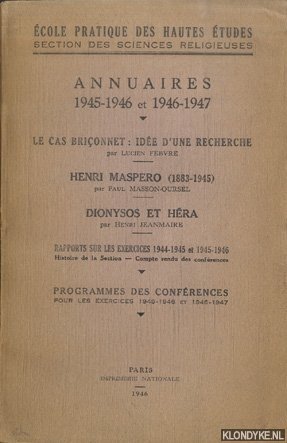 ÉCOLE PRATIQUE DES HAUTES ÉTUDES
SECTION DES SCIENCES RELIGIEUSES
ANNUAIRES
1945-1946 et 1946-1947
LE CAS BRIÇONNET : IDÉE D'UNE RECHERCHE
par LUCIEN FEBVRE
HENRI MASPERO (1883-1945)
par PAUL MASSON-OURSEL
DIONYSOS ET HÉRA
par HENRI JEANMAIRE
RAPPORTS SUR LES EXERCICES 1944-1945 et 1945-1946
Histoire de la Section — Compte rendu des conférences
PROGRAMMES DES CONFÉRENCES
POUR LES EXERCICES 1945-1946 ET 1946-1947
PARIS
IMPRIMERIE NATIONALE
1946
KLONDYKE.NL